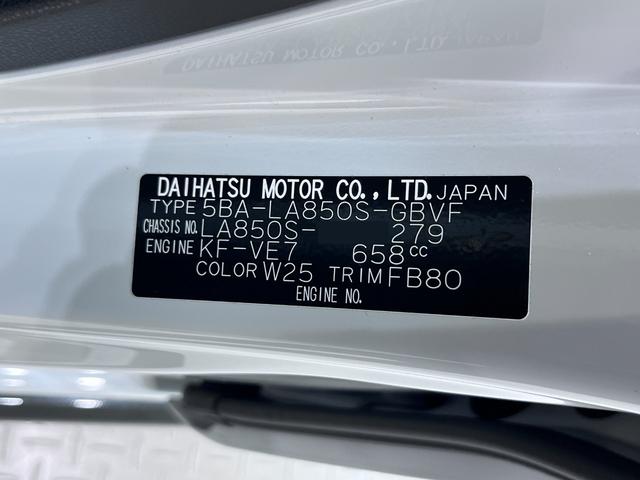 DAIHATSU MOTOR CO., LTD. JAPAN
TYPE 5BA-LA850S-GBVF
CHASSIS NO. LA850S- 279
ENGINE KF-VE7 658cc
COLOR W25 TRIM FB80
ENGINE NO.